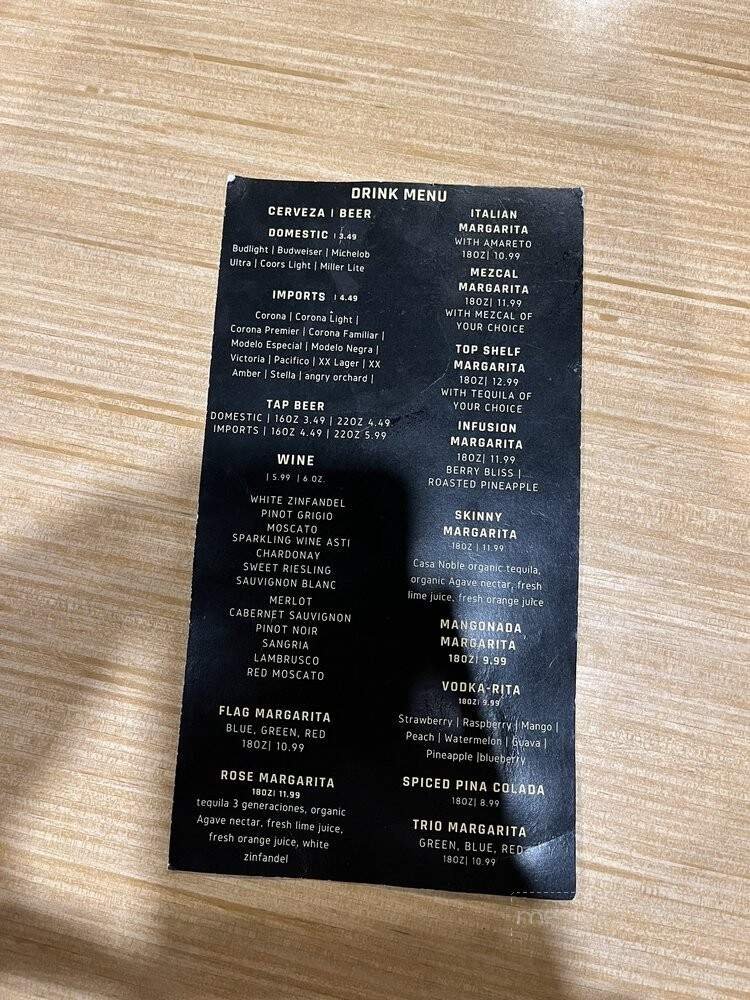 DRINK MENU
CERVEZA | BEER
DOMESTIC | 3.49
Budlight | Budweiser | Michelob
Ultra | Coors Light | Miller Lite
IMPORTS | 4.49
Corona | Corona Light |
Corona Premier | Corona Familiar |
Modelo Especial | Modelo Negra |
Victoria | Pacifico | XX Lager | XX
Amber | Stella | angry orchard |
TAP BEER
DOMESTIC | 16OZ 3.49 | 22OZ 4.49
IMPORTS | 16OZ 4.49 | 22OZ 5.99
WINE
| 5.99 | 6 OZ.
WHITE ZINFANDEL
PINOT GRIGIO
MOSCATO
SPARKLING WINE ASTI
CHARDONAY
SWEET RIESLING
SAUVIGNON BLANC
MERLOT
CABERNET SAUVIGNON
PINOT NOIR
SANGRIA
LAMBRUSCO
RED MOSCATO
FLAG MARGARITA
BLUE, GREEN, RED
18OZ| 10.99
ROSE MARGARITA
18OZ| 11.99
tequila 3 generaciones, organic
Agave nectar, fresh lime juice,
fresh orange juice, white
zinfandel
ITALIAN
MARGARITA
WITH AMARETO
18OZ| 10.99
MEZCAL
MARGARITA
18OZ| 11.99
WITH MEZCAL OF
YOUR CHOICE
TOP SHELF
MARGARITA
18OZ| 12.99
WITH TEQUILA OF
YOUR CHOICE
INFUSION
MARGARITA
18OZ| 11.99
BERRY BLISS |
ROASTED PINEAPPLE
SKINNY
MARGARITA
18OZ | 11.99
Casa Noble organic tequila,
organic Agave nectar, fresh
lime juice, fresh orange juice
MANGONADA
MARGARITA
18OZ| 9.99
VODKA-RITA
18OZ| 9.99
Strawberry | Raspberry | Mango |
Peach | Watermelon | Guava |
Pineapple |blueberry
SPICED PINA COLADA
18OZ| 8.99
TRIO MARGARITA
GREEN, BLUE, RED
18OZ| 10.99